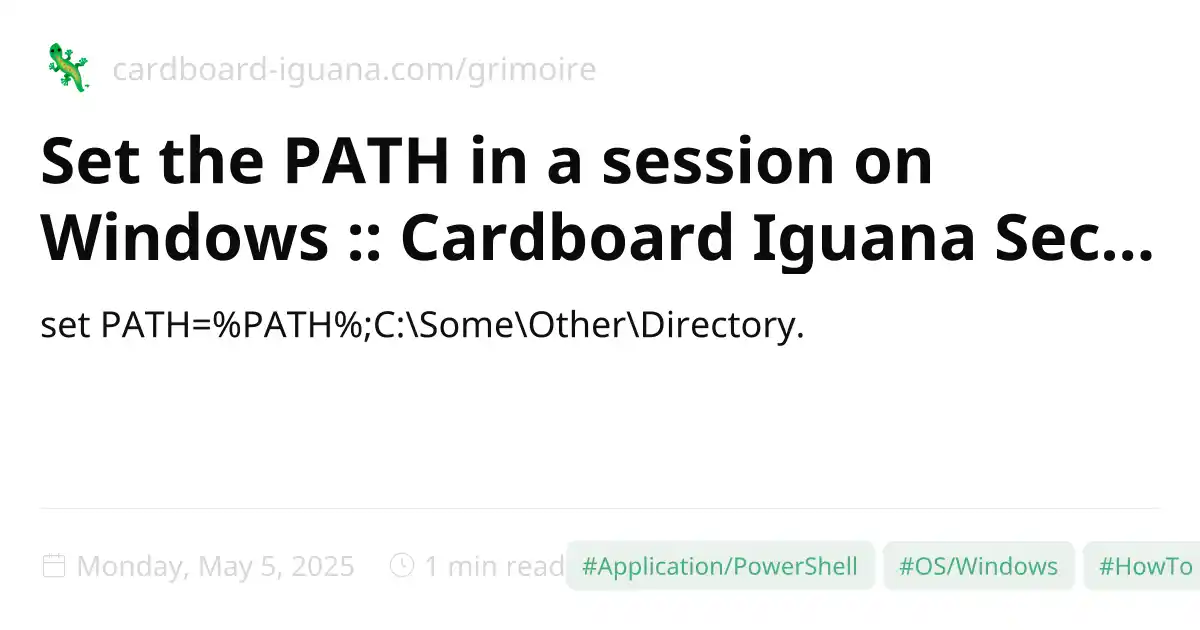 cardboard-iguana.com/grimoire
Set the PATH in a session on
Windows :: Cardboard Iguana Sec...
set PATH=%PATH%;C:\Some\Other\Directory.
Monday, May 5, 2025 1 min read #Application/PowerShell #OS/Windows #HowTo